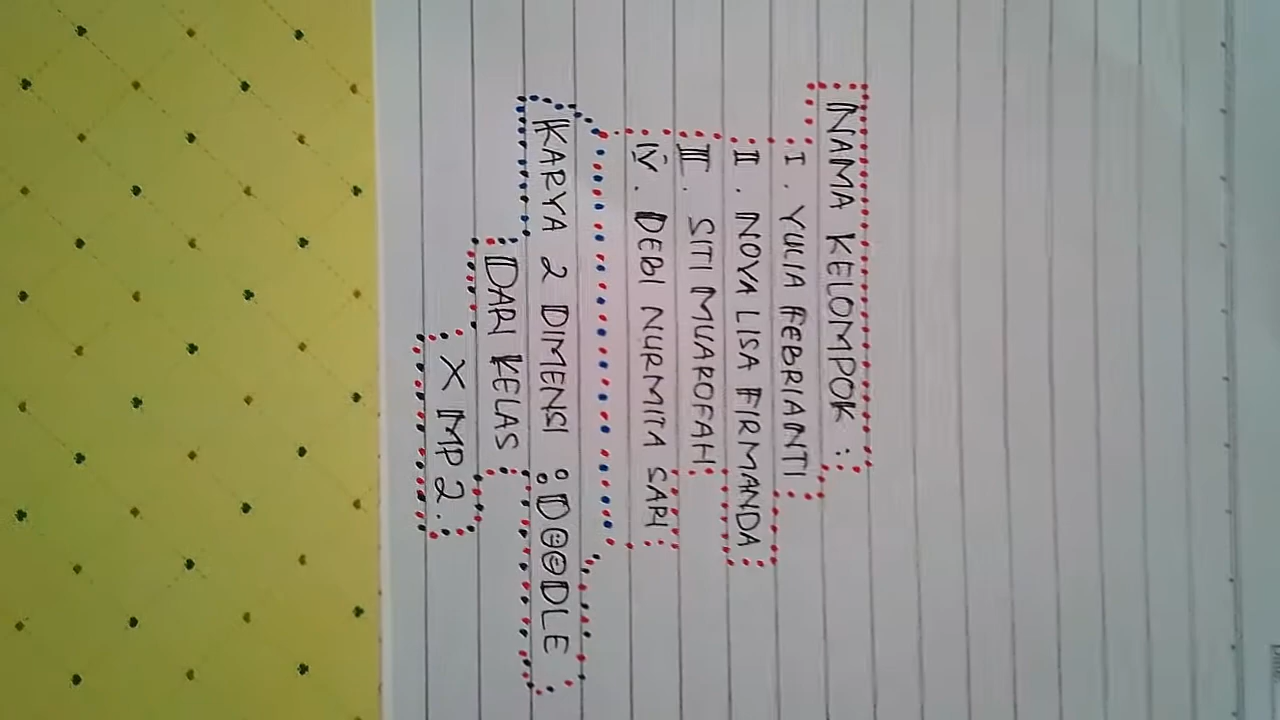 NAMA KELOMPOK :
I . YULIA FEBRIANTI
II . NOVA LISA FIRMANDA
III . SITI MUAROFAH
IV . DEBI NURMITA SARI
KARYA 2 DIMENSI : DOODLE
DARI KELAS
X MP 2.